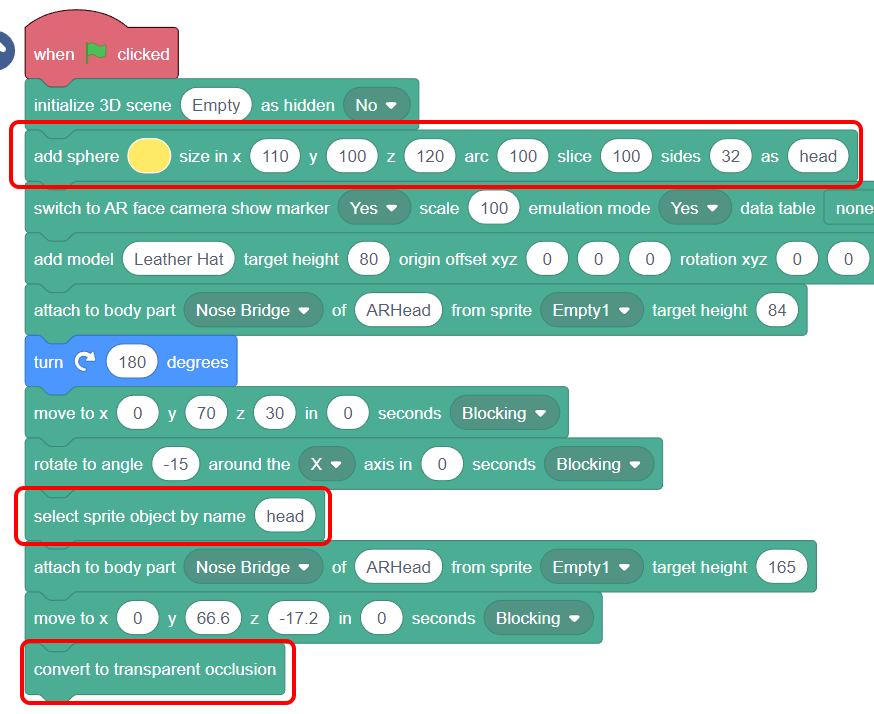 when clicked
initialize 3D scene Empty as hidden No
add sphere size in x 110 y 100 z 120 arc 100 slice 100 sides 32 as head
switch to AR face camera show marker Yes scale 100 emulation mode Yes data table none
add model Leather Hat target height 80 origin offset xyz 0 0 0 rotation xyz 0 0
attach to body part Nose Bridge of ARHead from sprite Empty1 target height 84
turn 180 degrees
move to x 0 y 70 z 30 in 0 seconds Blocking
rotate to angle -15 around the X axis in 0 seconds Blocking
select sprite object by name head
attach to body part Nose Bridge of ARHead from sprite Empty1 target height 165
move to x 0 y 66.6 z -17.2 in 0 seconds Blocking
convert to transparent occlusion